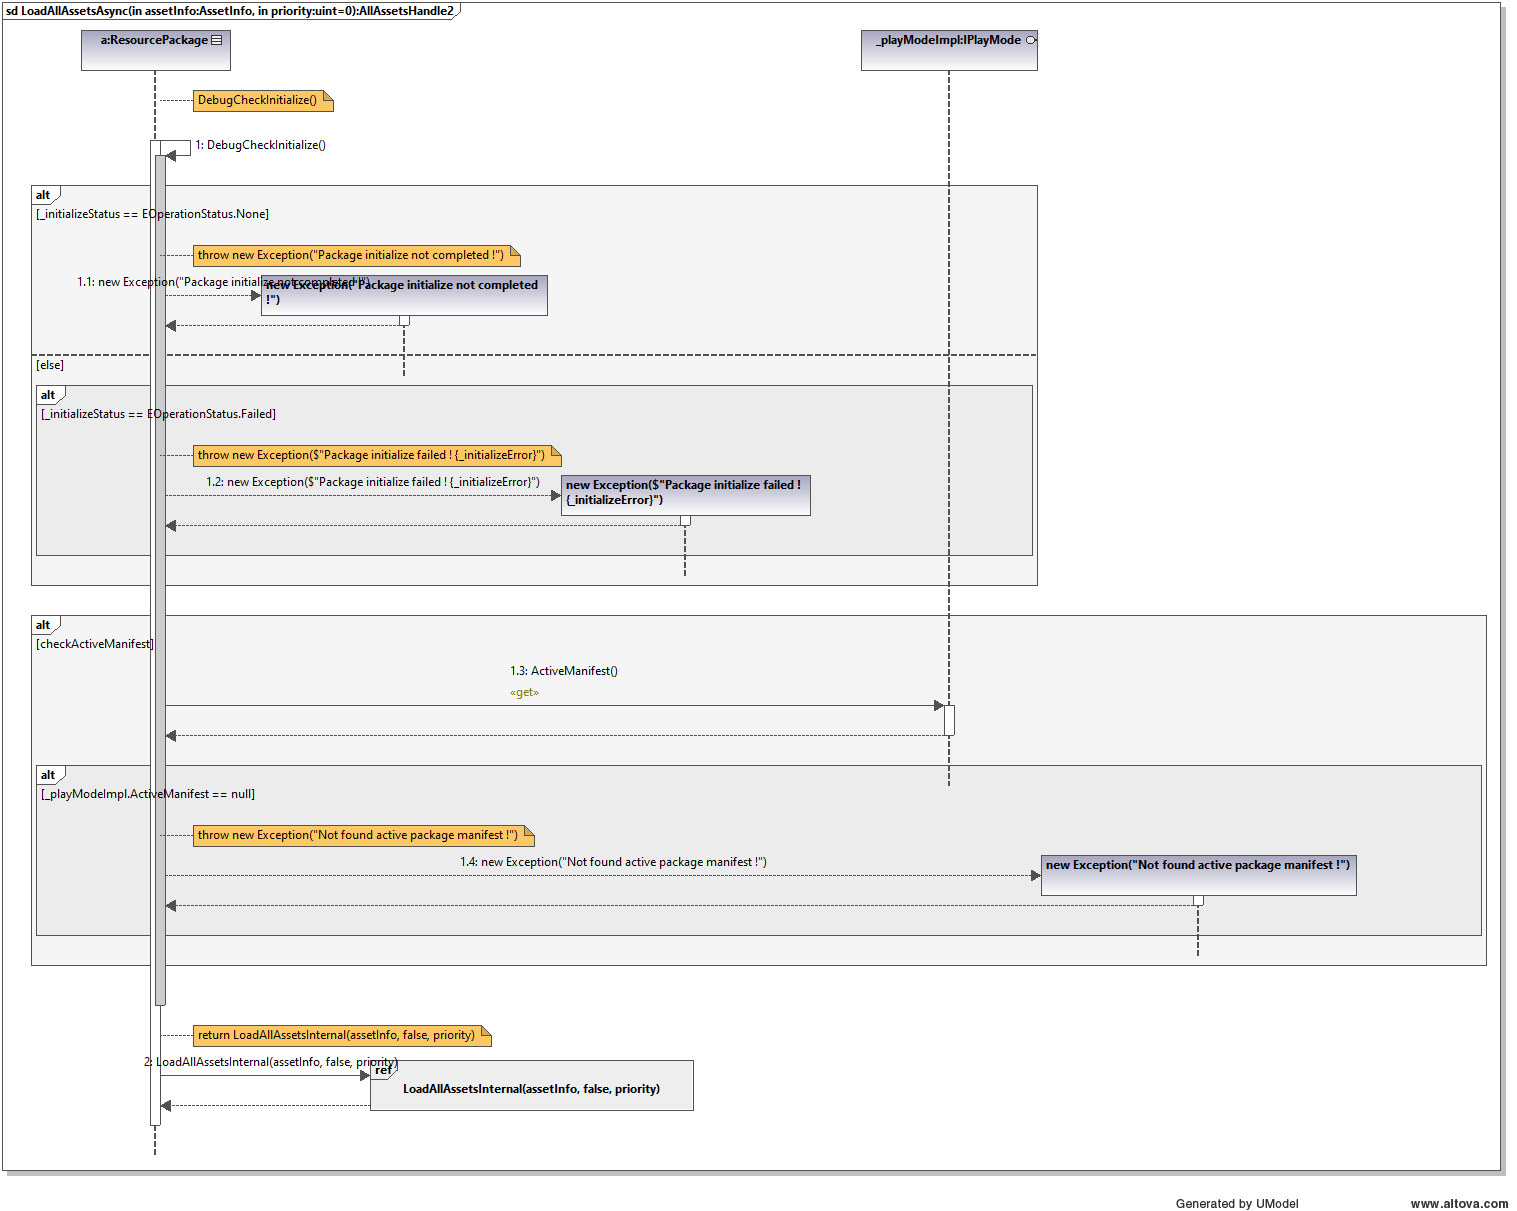 sd LoadAllAssetsAsync(in assetInfo:AssetInfo, in priority:uint=0):AllAssetsHandle2
a:ResourcePackage
_playModeImpl:IPlayMode
DebugCheckInitialize()
1: DebugCheckInitialize()
alt
[_initializeStatus == EOperationStatus.None]
throw new Exception("Package initialize not completed !")
1.1: new Exception("Package initialize not completed !")
new Exception("Package initialize not completed
!")
[else]
alt
[_initializeStatus == EOperationStatus.Failed]
throw new Exception($"Package initialize failed ! {_initializeError}")
1.2: new Exception($"Package initialize failed ! {_initializeError}")
new Exception($"Package initialize failed !
{_initializeError}")
alt
[checkActiveManifest]
1.3: ActiveManifest()
«get»
alt
[_playModeImpl.ActiveManifest == null]
throw new Exception("Not found active package manifest !")
1.4: new Exception("Not found active package manifest !")
new Exception("Not found active package manifest !")
return LoadAllAssetsInternal(assetInfo, false, priority)
2: LoadAllAssetsInternal(assetInfo, false, priority)
ref
LoadAllAssetsInternal(assetInfo, false, priority)
Generated by UModel
www.altova.com